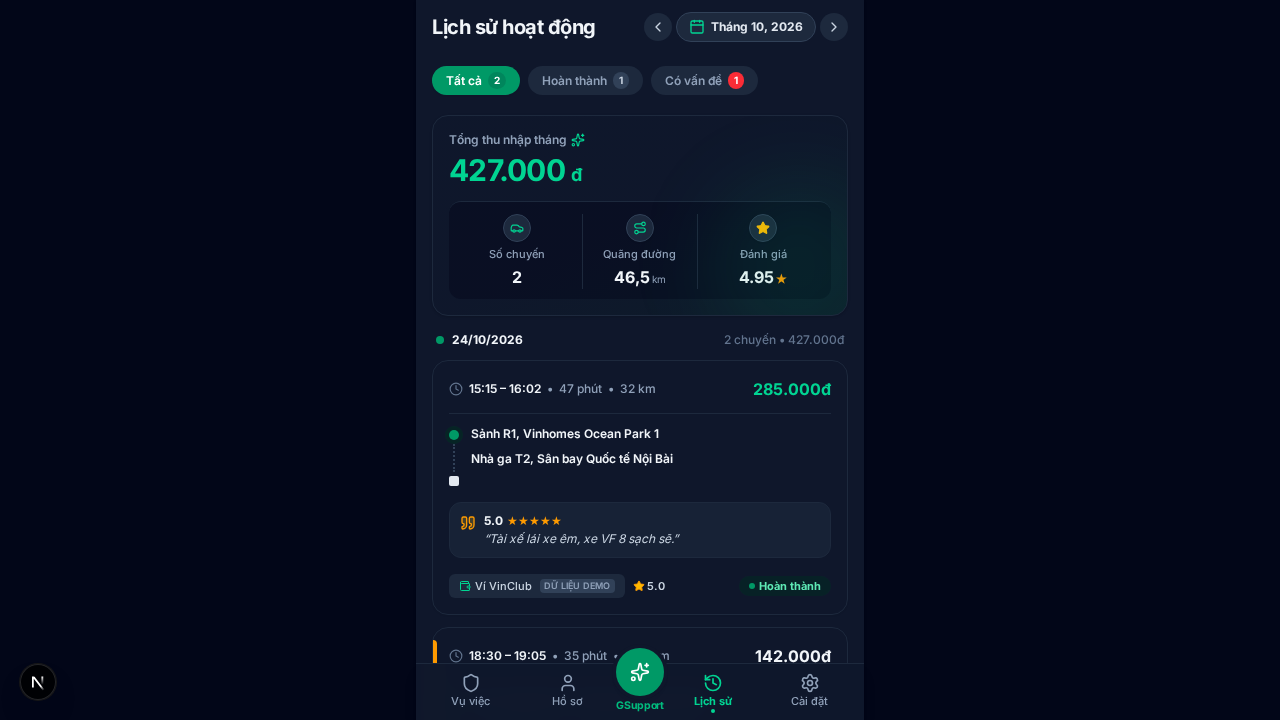 Lịch sử hoạt động
Tháng 10, 2026
Tất cả 2
Hoàn thành 1
Có vấn đề 1
Tổng thu nhập tháng
427.000 đ
Số chuyến
2
Quãng đường
46,5 km
Đánh giá
4.95 ★
24/10/2026
2 chuyến • 427.000đ
15:15 – 16:02 • 47 phút • 32 km
285.000đ
Sảnh R1, Vinhomes Ocean Park 1
Nhà ga T2, Sân bay Quốc tế Nội Bài
5.0 ★★★★★
“Tài xế lái xe êm, xe VF 8 sạch sẽ.”
Ví VinClub DỮ LIỆU DEMO
5.0
Hoàn thành
18:30 – 19:05 • 35 phút •
142.000đ
N
Vụ việc
Hồ sơ
GSupport
Lịch sử
Cài đặt